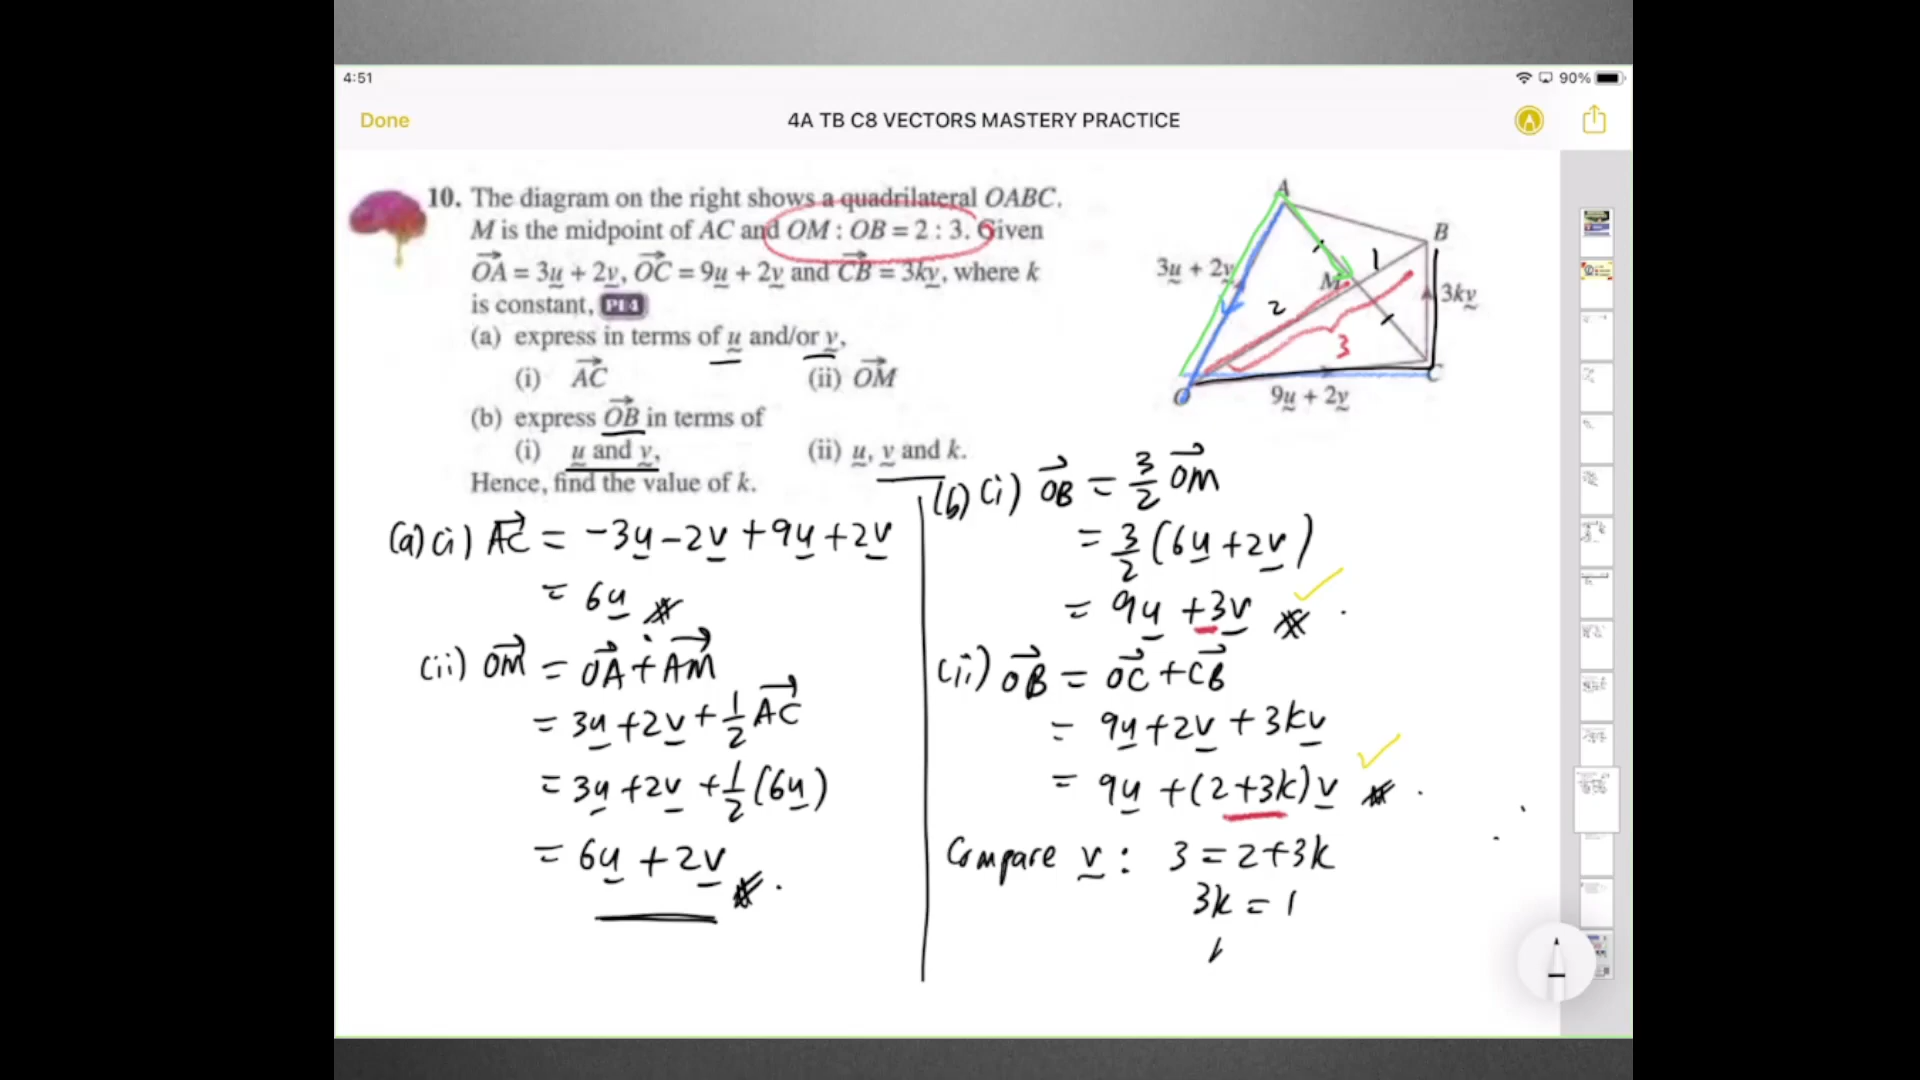 4:51
90%
Done
4A TB C8 VECTORS MASTERY PRACTICE
10. The diagram on the right shows a quadrilateral OABC.
M is the midpoint of AC and OM : OB = 2 : 3. Given
OA = 3u + 2v, OC = 9u + 2v and CB = 3kv, where k
is constant, PL4
(a) express in terms of u and/or v,
(i) AC (ii) OM
(b) express OB in terms of
(i) u and v, (ii) u, v and k.
Hence, find the value of k.
A
B
3u + 2v
M
1
3kv
2
3
O
C
9u + 2v
(a)(i) AC = -3u - 2v + 9u + 2v
= 6u
(ii) OM = OA + AM
= 3u + 2v + 1/2 AC
= 3u + 2v + 1/2 (6u)
= 6u + 2v
(b)(i) OB = 3/2 OM
= 3/2 (6u + 2v)
= 9u + 3v
(ii) OB = OC + CB
= 9u + 2v + 3kv
= 9u + (2+3k)v
Compare v : 3 = 2+3k
3k = 1